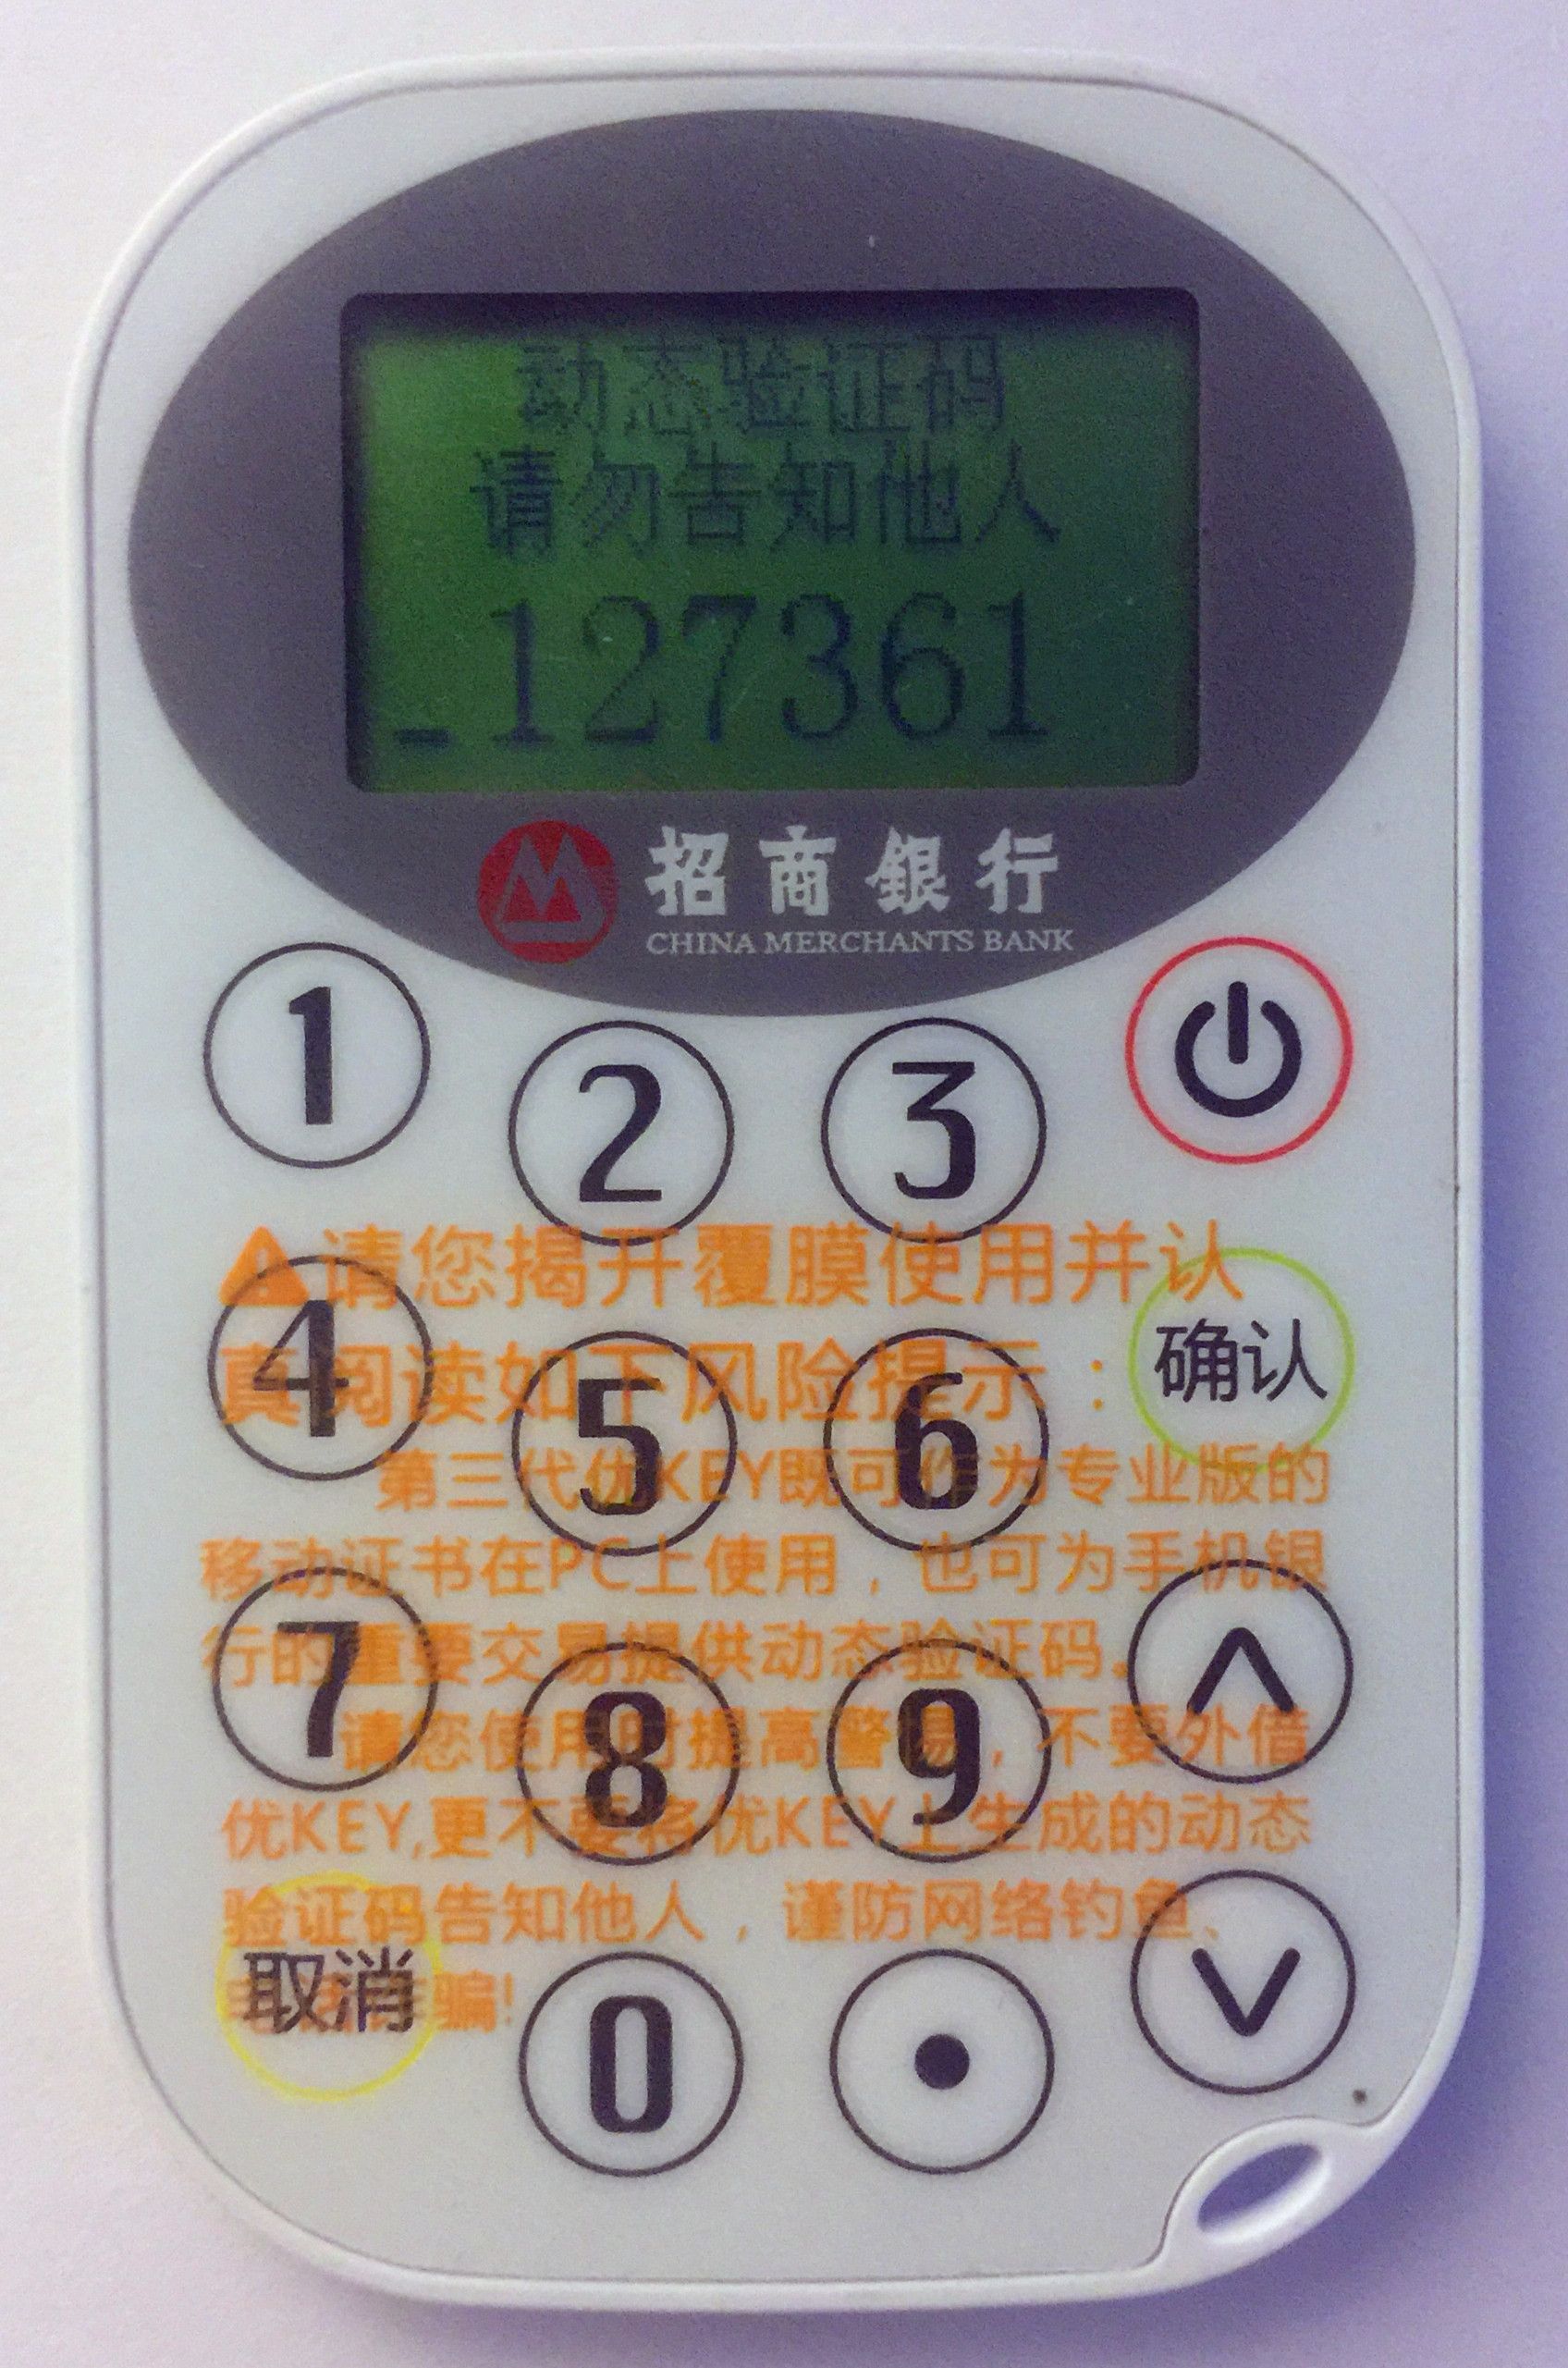 动态验证码
请勿告知他人
127361
招商銀行
CHINA MERCHANTS BANK
1
2
3
请您揭开覆膜使用并认
4
真阅读如下风险提示：
确认
5
6
第三代优KEY既可作为专业版的
移动证书在PC上使用，也可为手机银
7
行的重要交易提供动态验证码。
8
9
请您使用时提高警惕，不要外借
优KEY,更不要将优KEY上生成的动态
验证码告知他人，谨防网络钓鱼、
取消
骗!
0